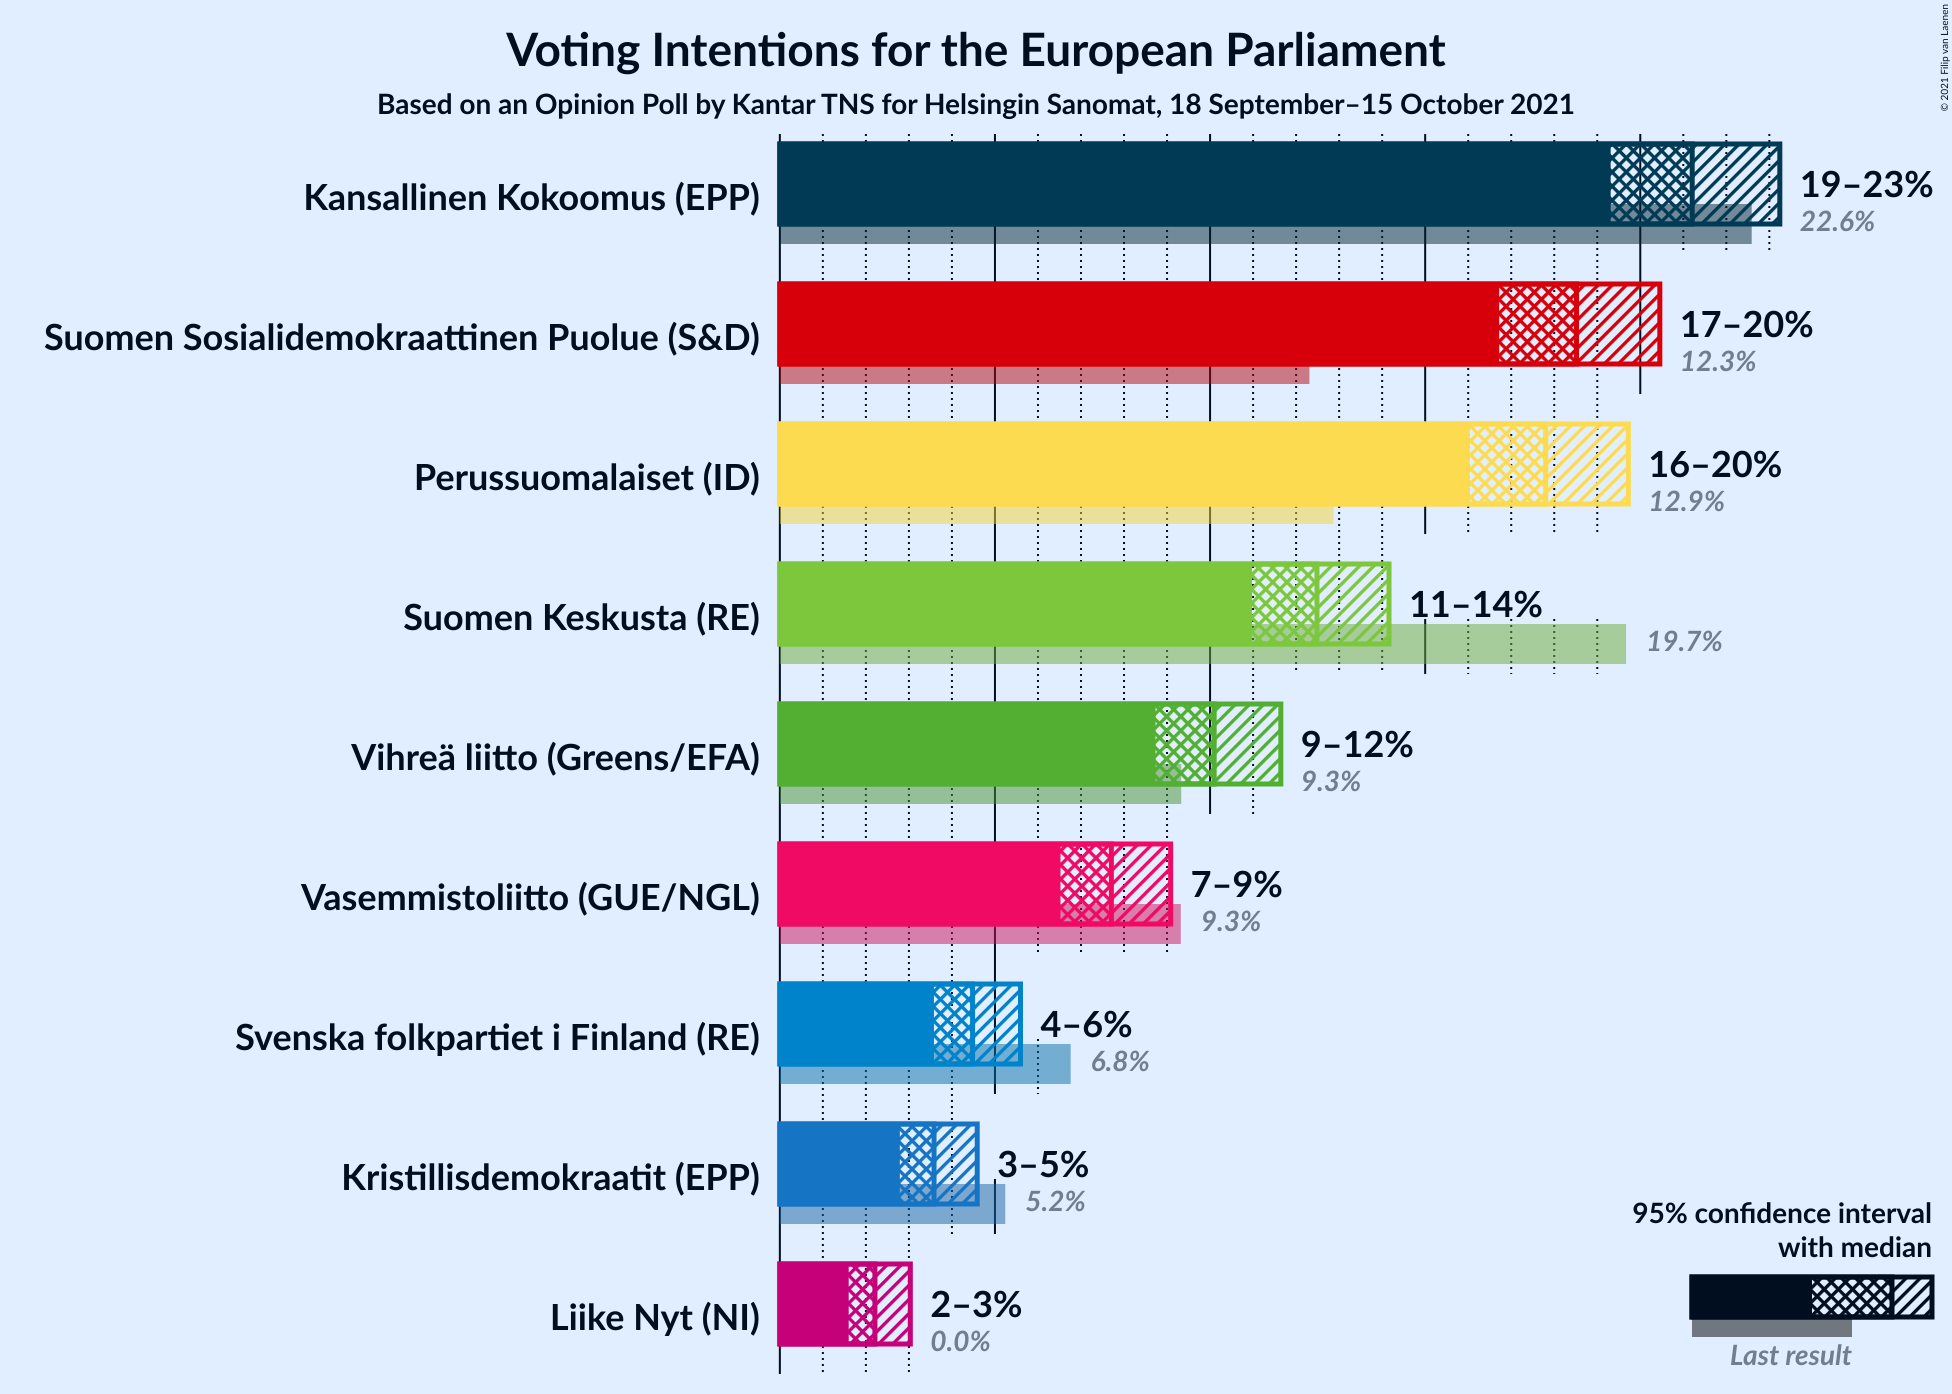 Voting Intentions for the European Parliament
Based on an Opinion Poll by Kantar TNS for Helsingin Sanomat, 18 September–15 October 2021
© 2021 Filip van Laenen
Kansallinen Kokoomus (EPP)
19–23%
22.6%
Suomen Sosialidemokraattinen Puolue (S&D)
17–20%
12.3%
Perussuomalaiset (ID)
16–20%
12.9%
Suomen Keskusta (RE)
11–14%
19.7%
Vihreä liitto (Greens/EFA)
9–12%
9.3%
Vasemmistoliitto (GUE/NGL)
7–9%
9.3%
Svenska folkpartiet i Finland (RE)
4–6%
6.8%
Kristillisdemokraatit (EPP)
3–5%
5.2%
Liike Nyt (NI)
2–3%
0.0%
95% confidence interval
with median
Last result